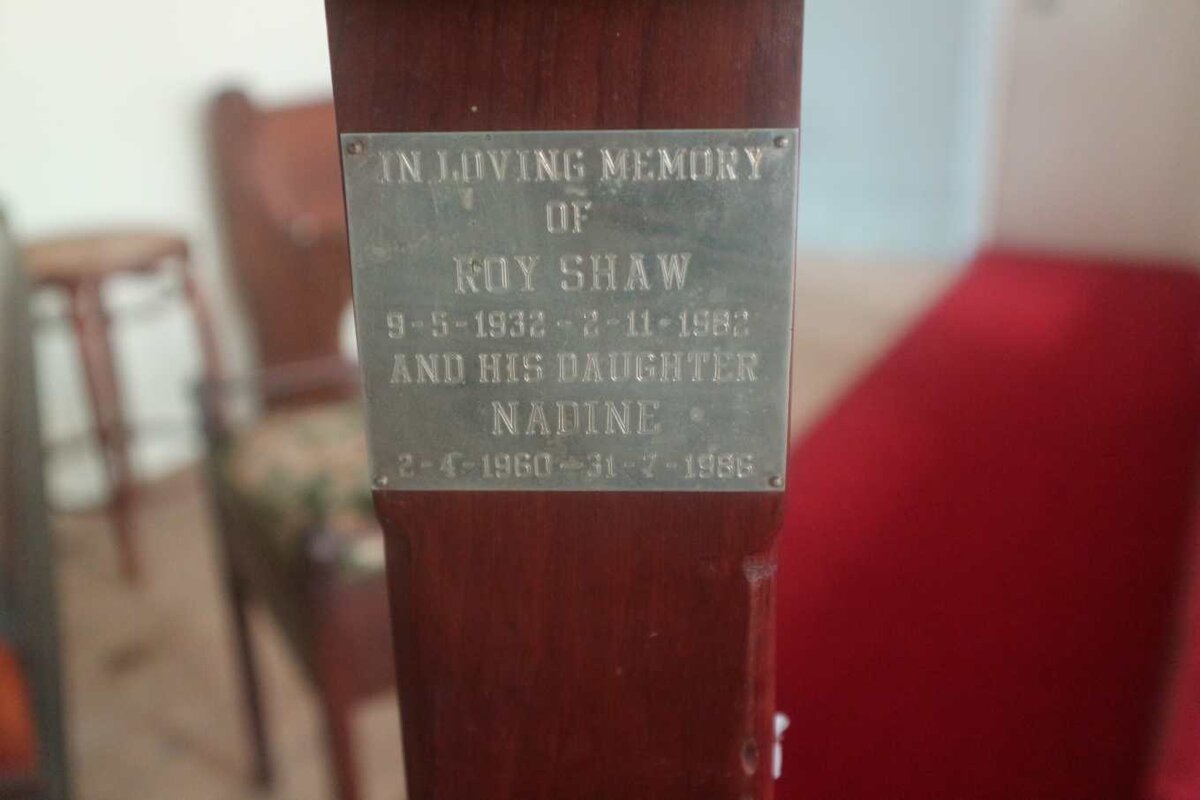 IN LOVING MEMORY
OF
ROY SHAW
9-5-1932-2-11-1982
AND HIS DAUGHTER
NADINE
2-4-1960-31-7-1986